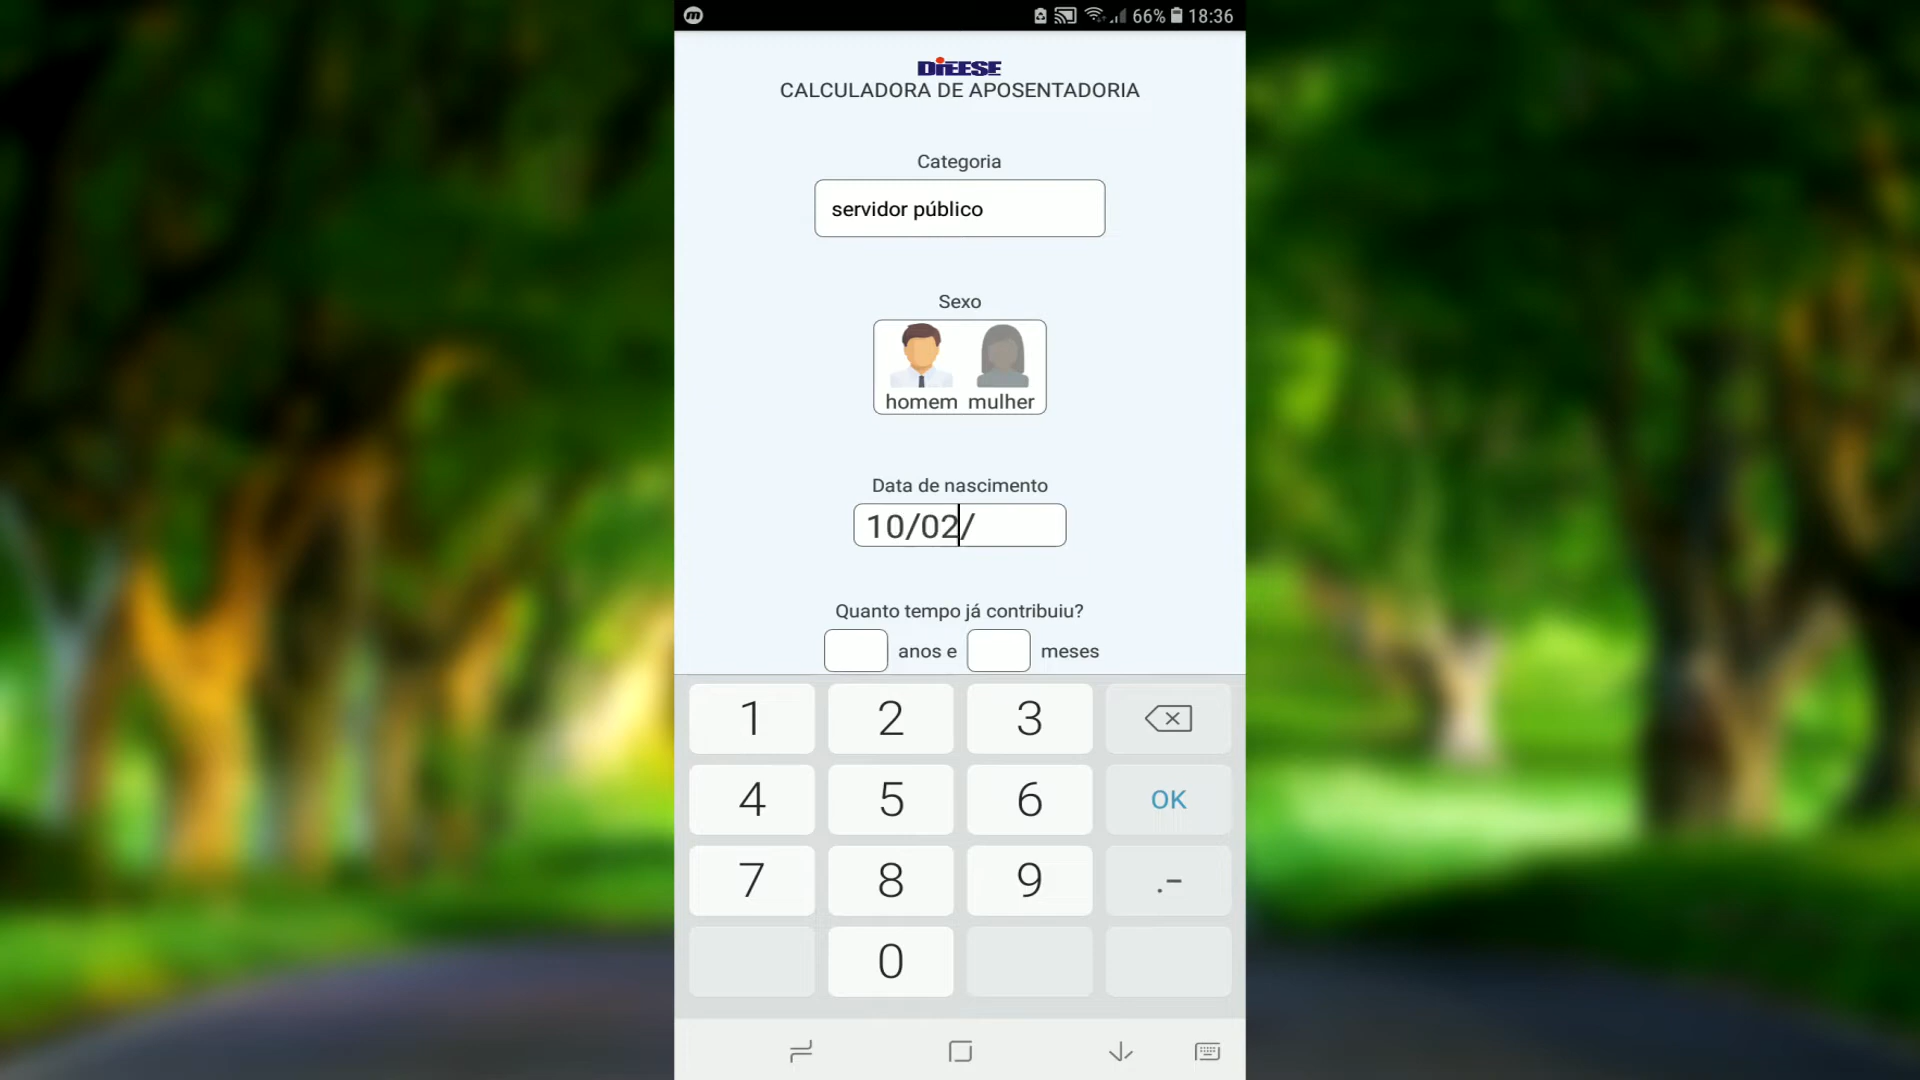 66% 18:36
DIEESE
CALCULADORA DE APOSENTADORIA
Categoria
servidor público
Sexo
homem mulher
Data de nascimento
10/02/
Quanto tempo já contribuiu?
anos e meses
1 2 3
4 5 6 OK
7 8 9 .-
0